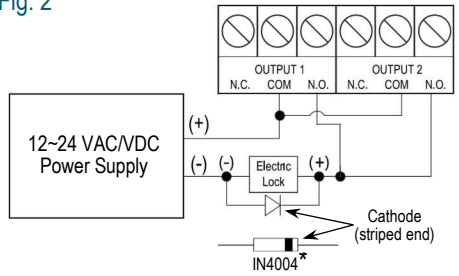 Fig. 2
OUTPUT 1 OUTPUT 2
N.C. COM N.O. N.C. COM N.O.
12~24 VAC/VDC
Power Supply
(+)
(-) (-) Electric
Lock (+)
Cathode
(striped end)
IN4004*